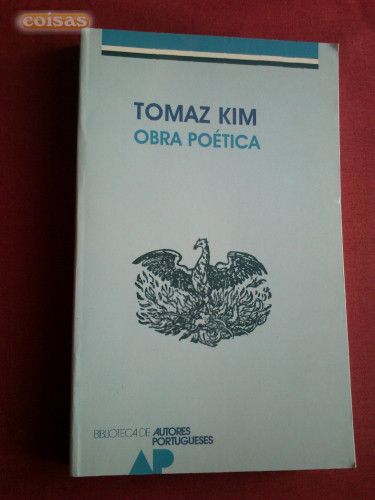 coisas
TOMAZ KIM
OBRA POÉTICA
BIBLIOTECA DE AUTORES
PORTUGUESES
AP